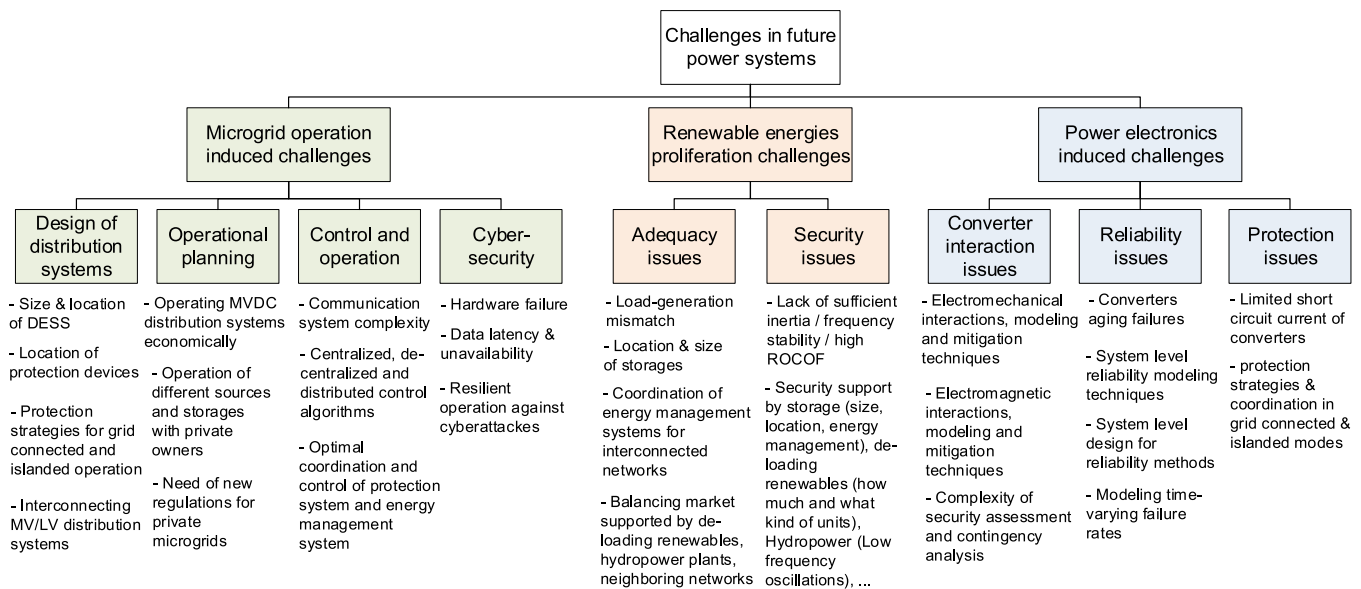 Challenges in future
power systems
Microgrid operation
induced challenges
Renewable energies
proliferation challenges
Power electronics
induced challenges
Design of
distribution
systems
Operational
planning
Control and
operation
Cyber-
security
Adequacy
issues
Security
issues
Converter
interaction
issues
Reliability
issues
Protection
issues
- Size & location
of DESS
- Location of
protection devices
- Protection
strategies for grid
connected and
islanded operation
- Interconnecting
MV/LV distribution
systems
- Operating MVDC
distribution systems
economically
- Operation of
different sources
and storages
with private
owners
- Need of new
regulations for
private
microgrids
- Communication
system complexity
- Centralized, de-
centralized and
distributed control
algorithms
- Optimal
coordination and
control of protection
system and energy
management
system
- Hardware failure
- Data latency &
unavailability
- Resilient
operation against
cyberattackes
- Load-generation
mismatch
- Location & size
of storages
- Coordination of
energy management
systems for
interconnected
networks
- Balancing market
supported by de-
loading renewables,
hydropower plants,
neighboring networks
- Lack of sufficient
inertia / frequency
stability / high
ROCOF
- Security support
by storage (size,
location, energy
management), de-
loading
renewables (how
much and what
kind of units),
Hydropower (Low
frequency
oscillations), ...
- Electromechanical
interactions, modeling
and mitigation
techniques
- Electromagnetic
interactions,
modeling and
mitigation
techniques
- Complexity of
security assessment
and contingency
analysis
- Converters
aging failures
- System level
reliability modeling
techniques
- System level
design for
reliability methods
- Modeling time-
varying failure
rates
- Limited short
circuit current of
converters
- protection
strategies &
coordination in
grid connected &
islanded modes